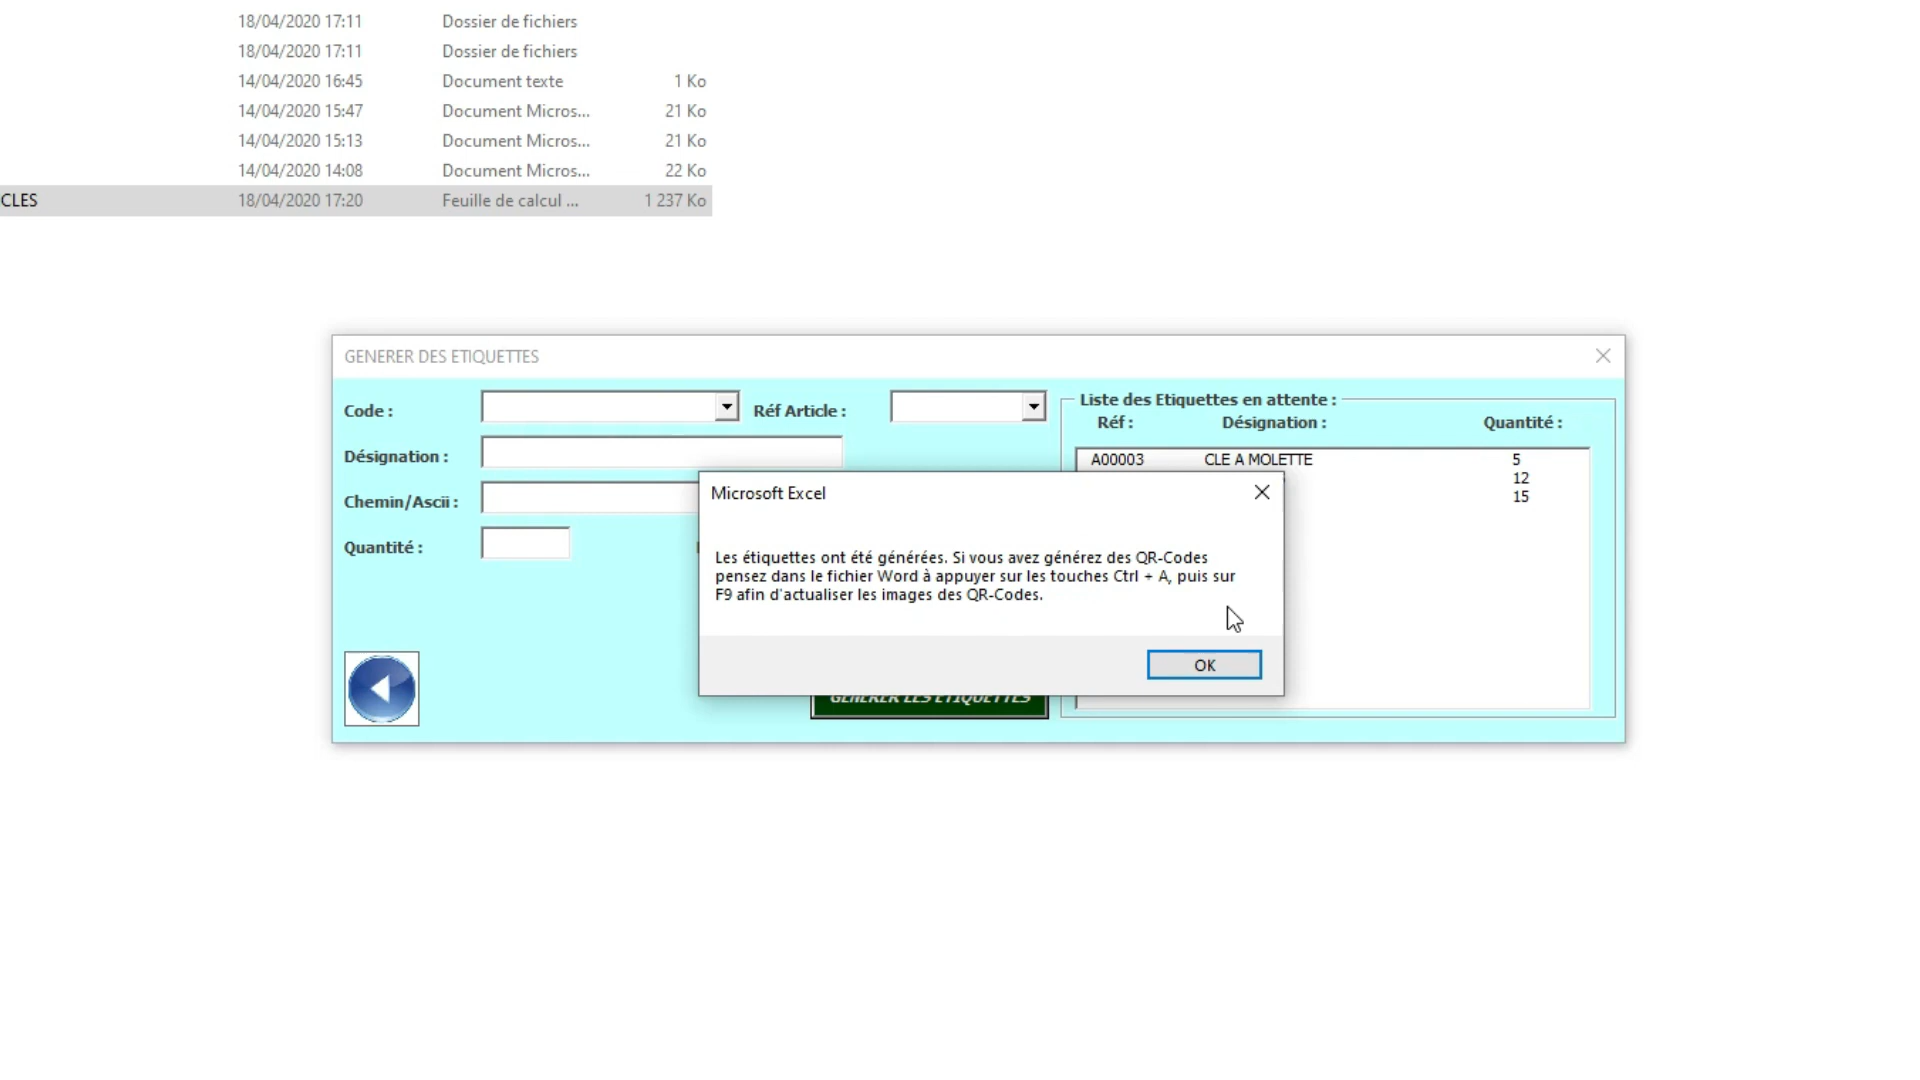 18/04/2020 17:11 Dossier de fichiers
18/04/2020 17:11 Dossier de fichiers
14/04/2020 16:45 Document texte 1 Ko
14/04/2020 15:47 Document Micros... 21 Ko
14/04/2020 15:13 Document Micros... 21 Ko
14/04/2020 14:08 Document Micros... 22 Ko
CLES 18/04/2020 17:20 Feuille de calcul ... 1 237 Ko
GENERER DES ETIQUETTES
Code :
Réf Article :
Désignation :
Chemin/Ascii :
Quantité :
Liste des Etiquettes en attente :
Réf : Désignation : Quantité :
A00003 CLE A MOLETTE 5
12
15
Microsoft Excel
Les étiquettes ont été générées. Si vous avez générez des QR-Codes
pensez dans le fichier Word à appuyer sur les touches Ctrl + A, puis sur
F9 afin d'actualiser les images des QR-Codes.
OK
GENERER LES ETIQUETTES